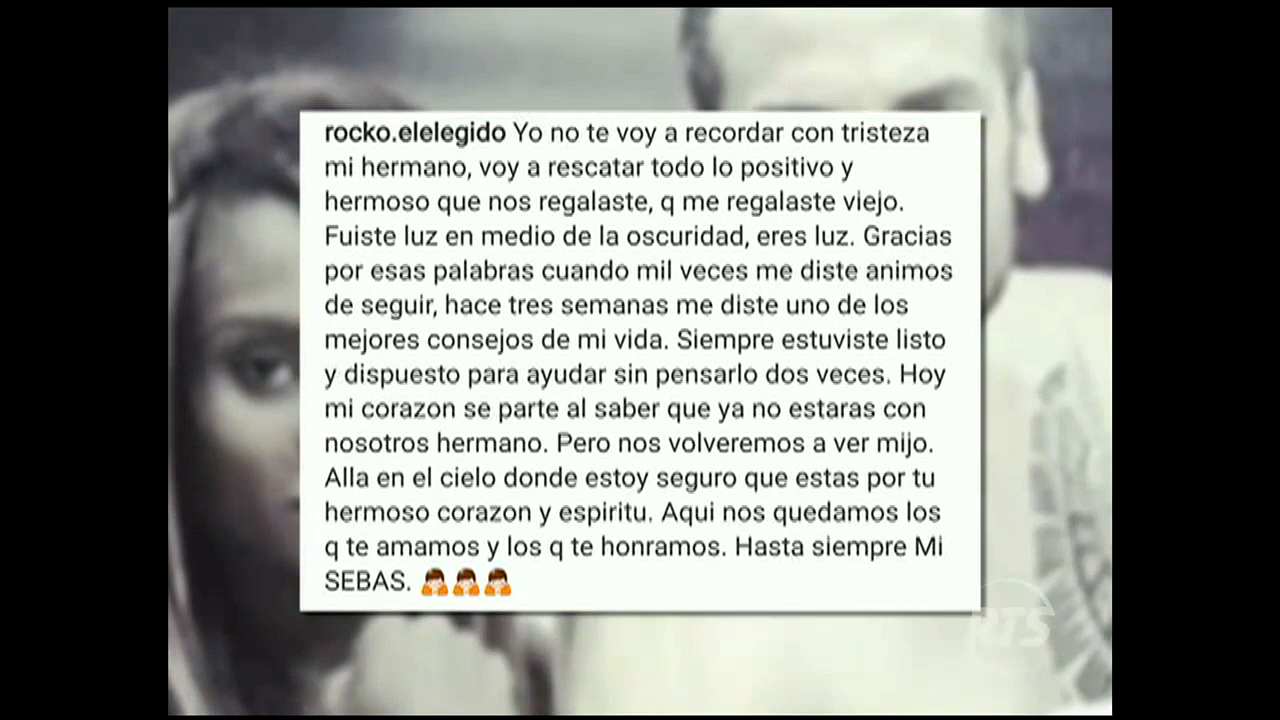 rocko.elelegido Yo no te voy a recordar con tristeza
mi hermano, voy a rescatar todo lo positivo y
hermoso que nos regalaste, q me regalaste viejo.
Fuiste luz en medio de la oscuridad, eres luz. Gracias
por esas palabras cuando mil veces me diste animos
de seguir, hace tres semanas me diste uno de los
mejores consejos de mi vida. Siempre estuviste listo
y dispuesto para ayudar sin pensarlo dos veces. Hoy
mi corazon se parte al saber que ya no estaras con
nosotros hermano. Pero nos volveremos a ver mijo.
Alla en el cielo donde estoy seguro que estas por tu
hermoso corazon y espiritu. Aqui nos quedamos los
q te amamos y los q te honramos. Hasta siempre Mi
SEBAS. 🙇🙇🙇
RTS